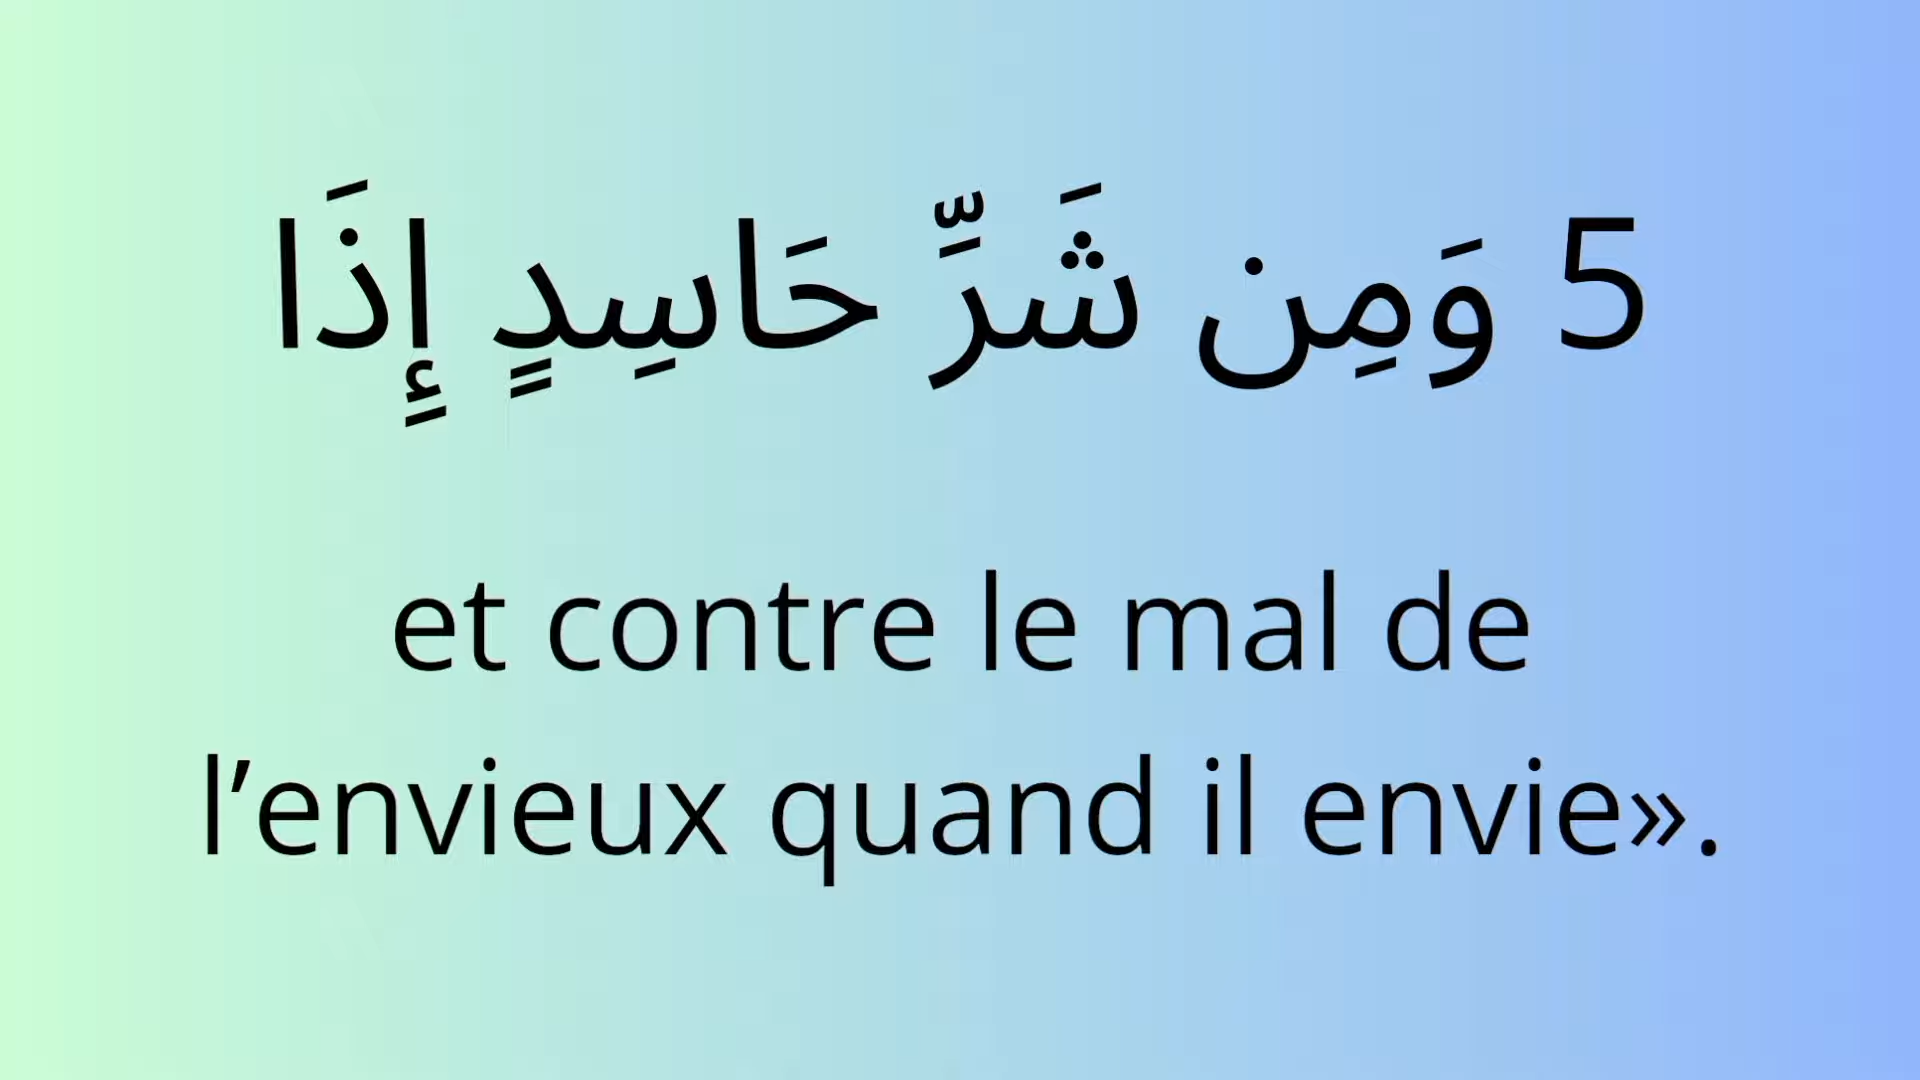 5 وَمِن شَرِّ حَاسِدٍ إِذَا
et contre le mal de
l’envieux quand il envie».